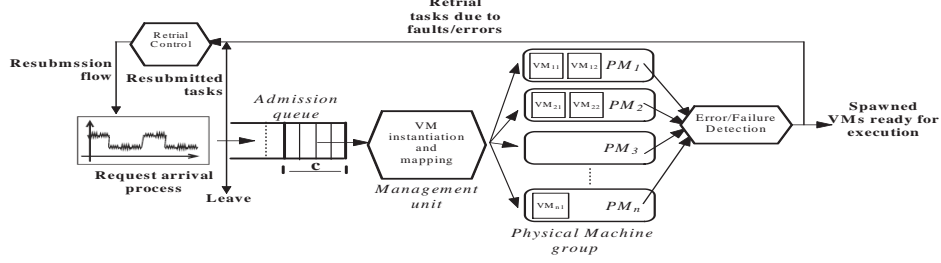 Retrial
tasks due to
faults/errors
Retrial
Control
Resubmssion
flow
Resubmitted
tasks
Admission
queue
Request arrival
process
Leave
c
VM
instantiation
and
mapping
Management
unit
VM11 VM12 PM1
VM21 VM22 PM2
PM3
VMn1 PMn
Physical Machine
group
Error/Failure
Detection
Spawned
VMs ready for
execution